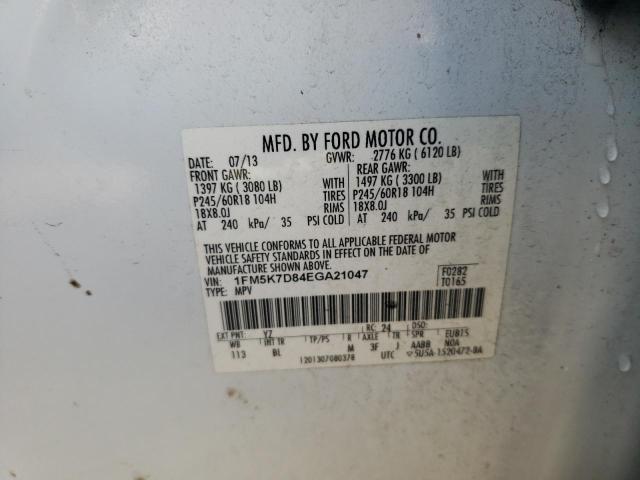 MFD. BY FORD MOTOR CO.
DATE: 07/13 GVWR: 2776 KG ( 6120 LB)
FRONT GAWR: REAR GAWR:
1397 KG ( 3080 LB) WITH 1497 KG ( 3300 LB) WITH
P245/60R18 104H TIRES P245/60R18 104H TIRES
18X8.0J RIMS 18X8.0J RIMS
AT 240 kPa/ 35 PSI COLD AT 240 kPa/ 35 PSI COLD
THIS VEHICLE CONFORMS TO ALL APPLICABLE FEDERAL MOTOR
VEHICLE SAFETY STANDARDS IN EFFECT ON THE DATE OF
MANUFACTURE SHOWN ABOVE.
VIN: 1FM5K7D84EGA21047 F0282
TYPE: MPV T0165
EXT PNT: YZ RC: 24 DSO:
WB INT TR TP/PS R AXLE TR SPR EUB15
113 BL M 3F J AABB NOA
1201307080378 UTC 5U5A-1520472-BA